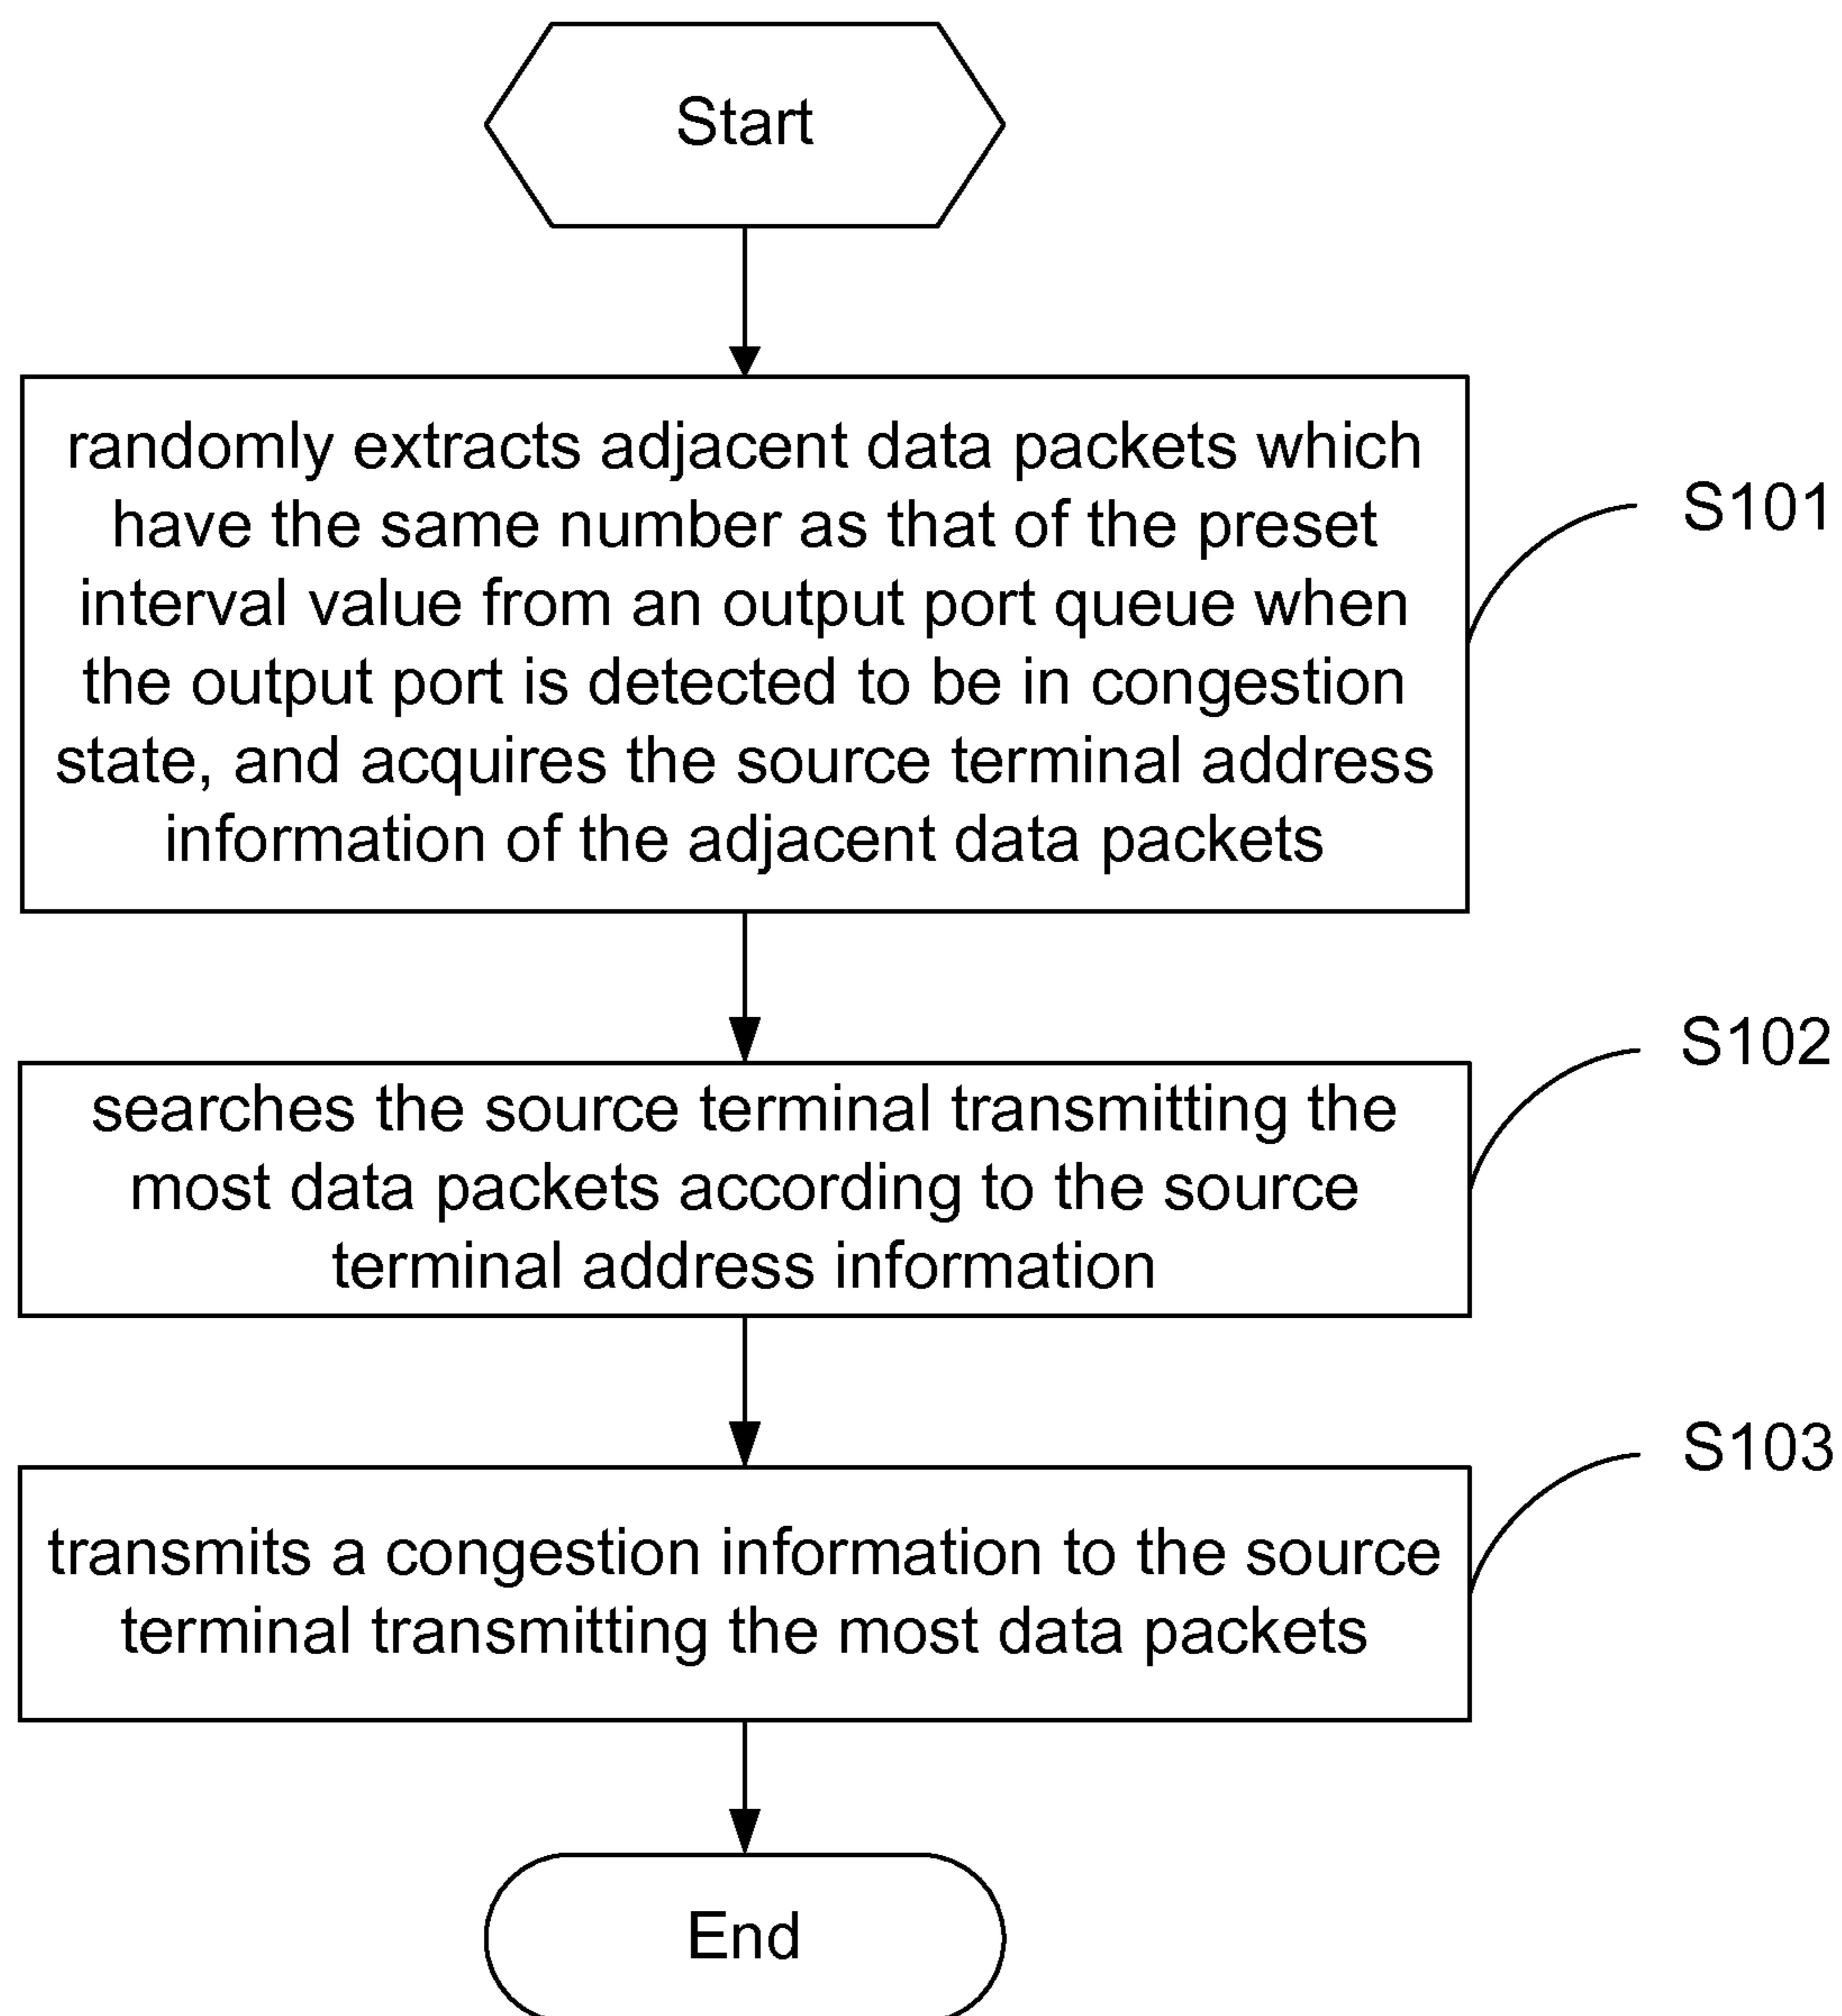 Start
randomly extracts adjacent data packets which
have the same number as that of the preset
interval value from an output port queue when
the output port is detected to be in congestion
state, and acquires the source terminal address
information of the adjacent data packets
S101
searches the source terminal transmitting the
most data packets according to the source
terminal address information
S102
transmits a congestion information to the source
terminal transmitting the most data packets
S103
End